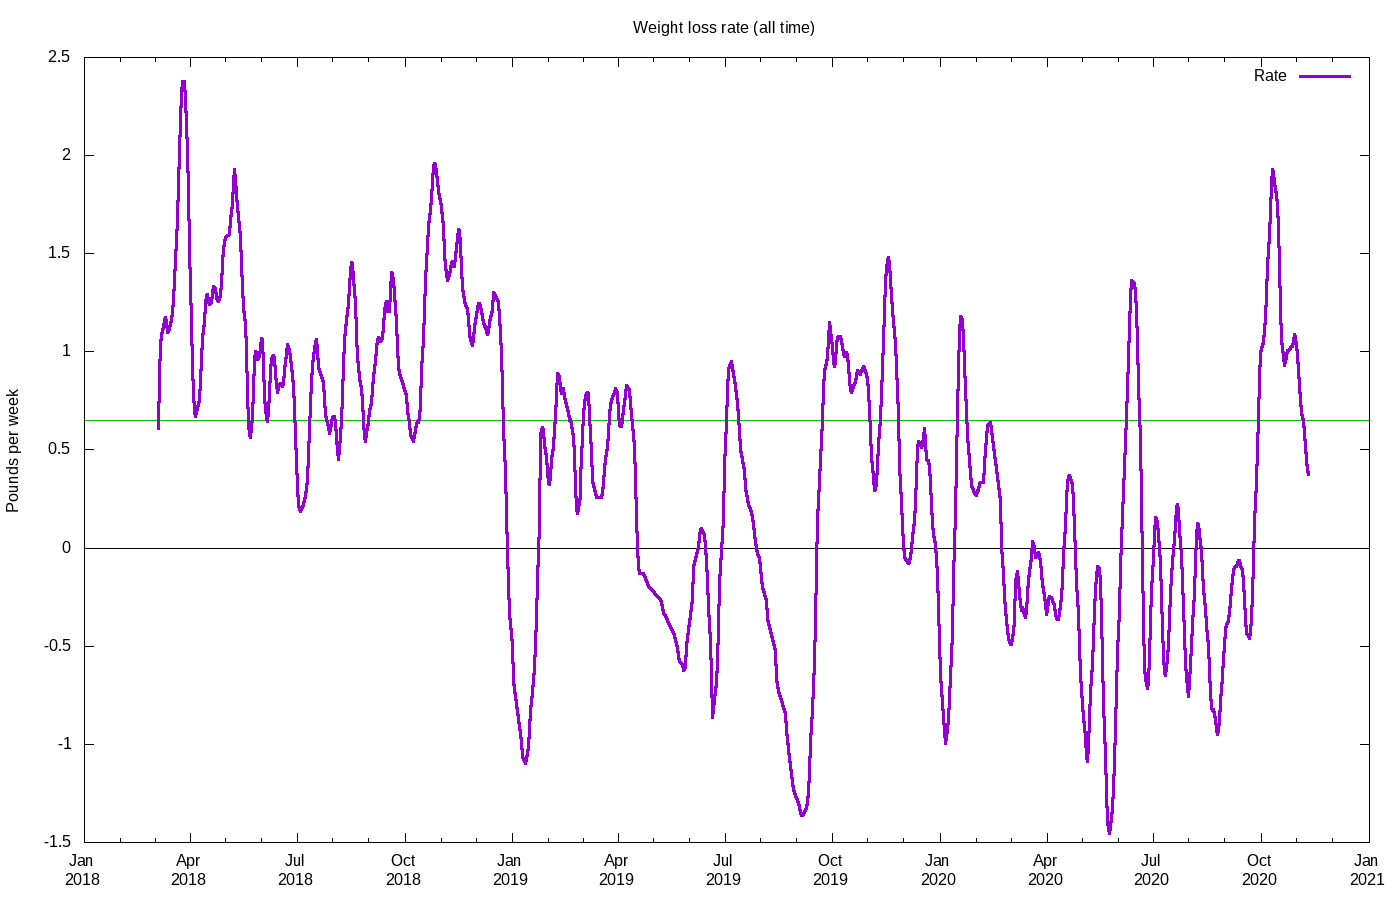 Weight loss rate (all time)
Rate
Pounds per week
2.5
2
1.5
1
0.5
0
-0.5
-1
-1.5
Jan Apr Jul Oct Jan Apr Jul Oct Jan Apr Jul Oct Jan
2018 2018 2018 2018 2019 2019 2019 2019 2020 2020 2020 2020 2021